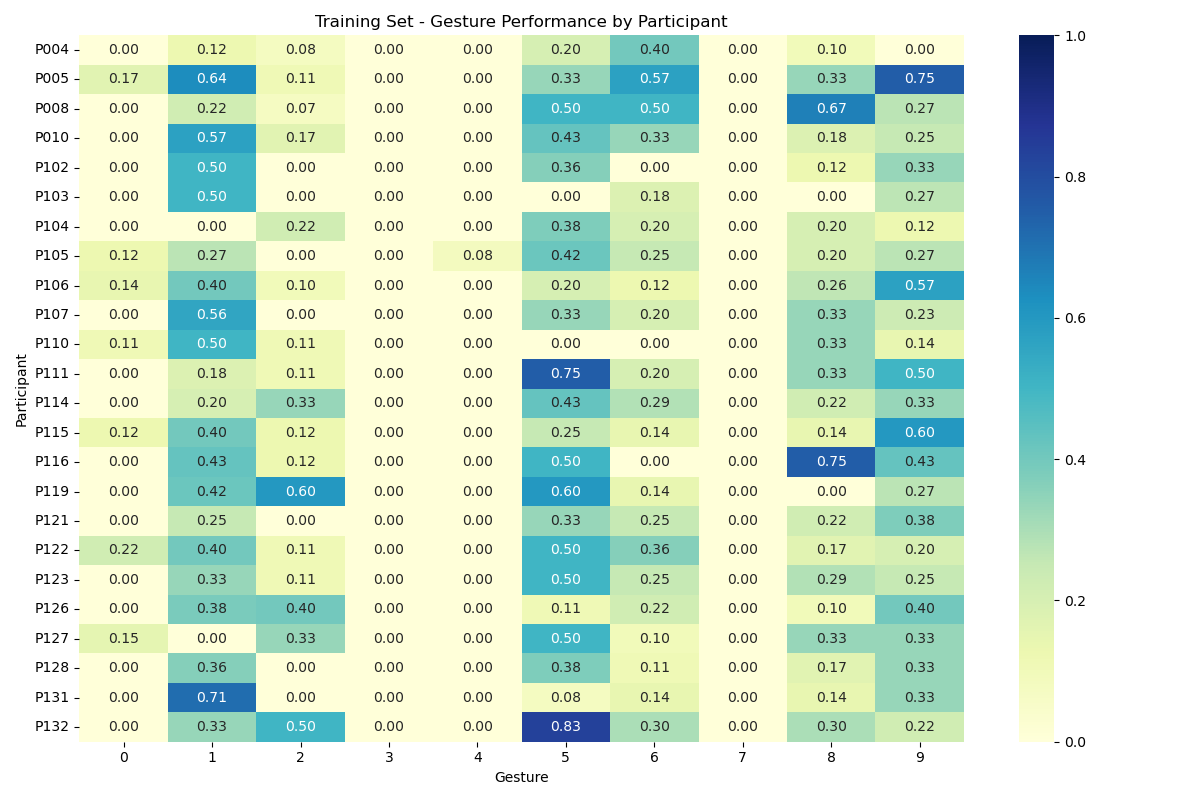 Training Set - Gesture Performance by Participant
P004 0.00 0.12 0.08 0.00 0.00 0.20 0.40 0.00 0.10 0.00
P005 0.17 0.64 0.11 0.00 0.00 0.33 0.57 0.00 0.33 0.75
P008 0.00 0.22 0.07 0.00 0.00 0.50 0.50 0.00 0.67 0.27
P010 0.00 0.57 0.17 0.00 0.00 0.43 0.33 0.00 0.18 0.25
P102 0.00 0.50 0.00 0.00 0.00 0.36 0.00 0.00 0.12 0.33
P103 0.00 0.50 0.00 0.00 0.00 0.00 0.18 0.00 0.00 0.27
P104 0.00 0.00 0.22 0.00 0.00 0.38 0.20 0.00 0.20 0.12
P105 0.12 0.27 0.00 0.00 0.08 0.42 0.25 0.00 0.20 0.27
P106 0.14 0.40 0.10 0.00 0.00 0.20 0.12 0.00 0.26 0.57
P107 0.00 0.56 0.00 0.00 0.00 0.33 0.20 0.00 0.33 0.23
P110 0.11 0.50 0.11 0.00 0.00 0.00 0.00 0.00 0.33 0.14
P111 0.00 0.18 0.11 0.00 0.00 0.75 0.20 0.00 0.33 0.50
P114 0.00 0.20 0.33 0.00 0.00 0.43 0.29 0.00 0.22 0.33
P115 0.12 0.40 0.12 0.00 0.00 0.25 0.14 0.00 0.14 0.60
P116 0.00 0.43 0.12 0.00 0.00 0.50 0.00 0.00 0.75 0.43
P119 0.00 0.42 0.60 0.00 0.00 0.60 0.14 0.00 0.00 0.27
P121 0.00 0.25 0.00 0.00 0.00 0.33 0.25 0.00 0.22 0.38
P122 0.22 0.40 0.11 0.00 0.00 0.50 0.36 0.00 0.17 0.20
P123 0.00 0.33 0.11 0.00 0.00 0.50 0.25 0.00 0.29 0.25
P126 0.00 0.38 0.40 0.00 0.00 0.11 0.22 0.00 0.10 0.40
P127 0.15 0.00 0.33 0.00 0.00 0.50 0.10 0.00 0.33 0.33
P128 0.00 0.36 0.00 0.00 0.00 0.38 0.11 0.00 0.17 0.33
P131 0.00 0.71 0.00 0.00 0.00 0.08 0.14 0.00 0.14 0.33
P132 0.00 0.33 0.50 0.00 0.00 0.83 0.30 0.00 0.30 0.22
0 1 2 3 4 5 6 7 8 9
Gesture
Participant
1.0
0.8
0.6
0.4
0.2
0.0